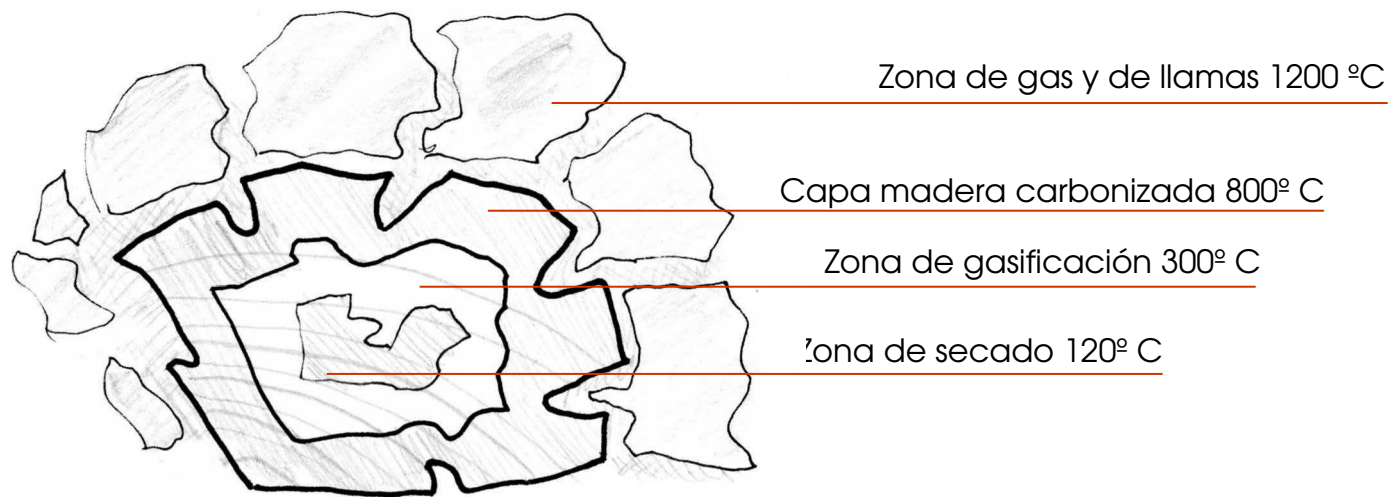 Zona de gas y de llamas 1200 ºC
Capa madera carbonizada 800º C
Zona de gasificación 300º C
Zona de secado 120º C